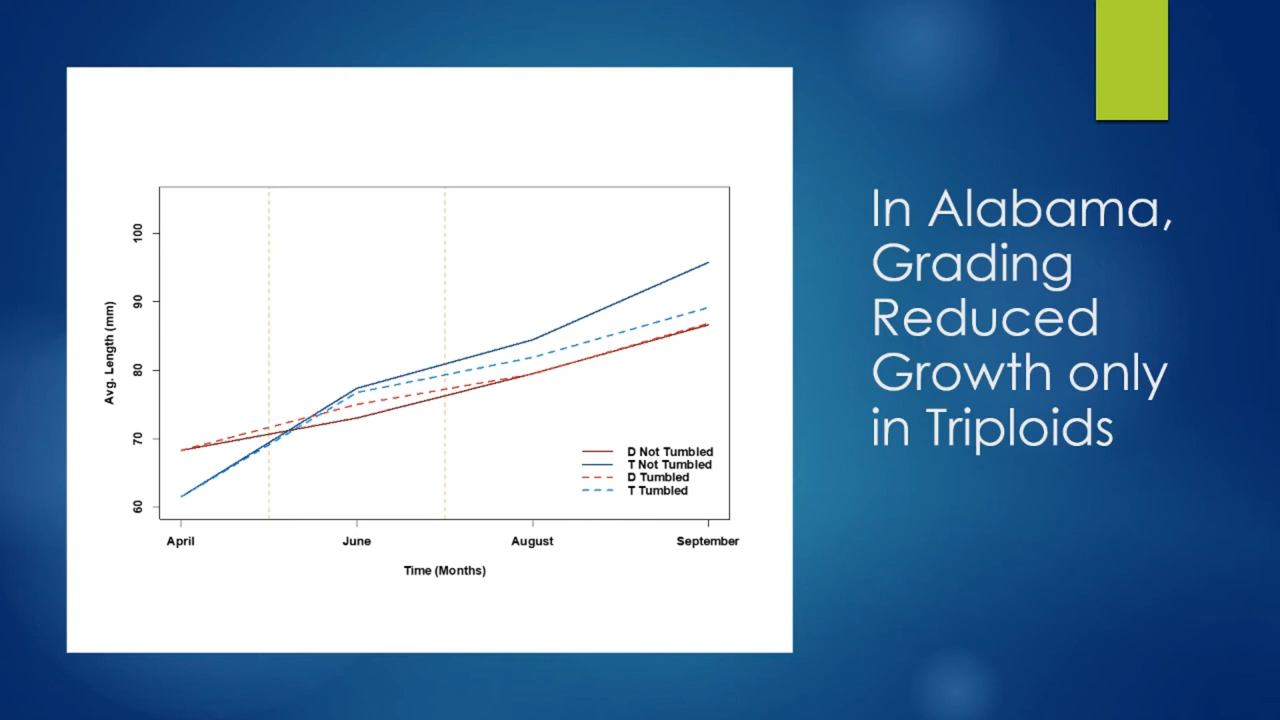 In Alabama,
Grading
Reduced
Growth only
in Triploids
Avg. Length (mm)
100
90
80
70
60
D Not Tumbled
T Not Tumbled
D Tumbled
T Tumbled
April
June
August
September
Time (Months)